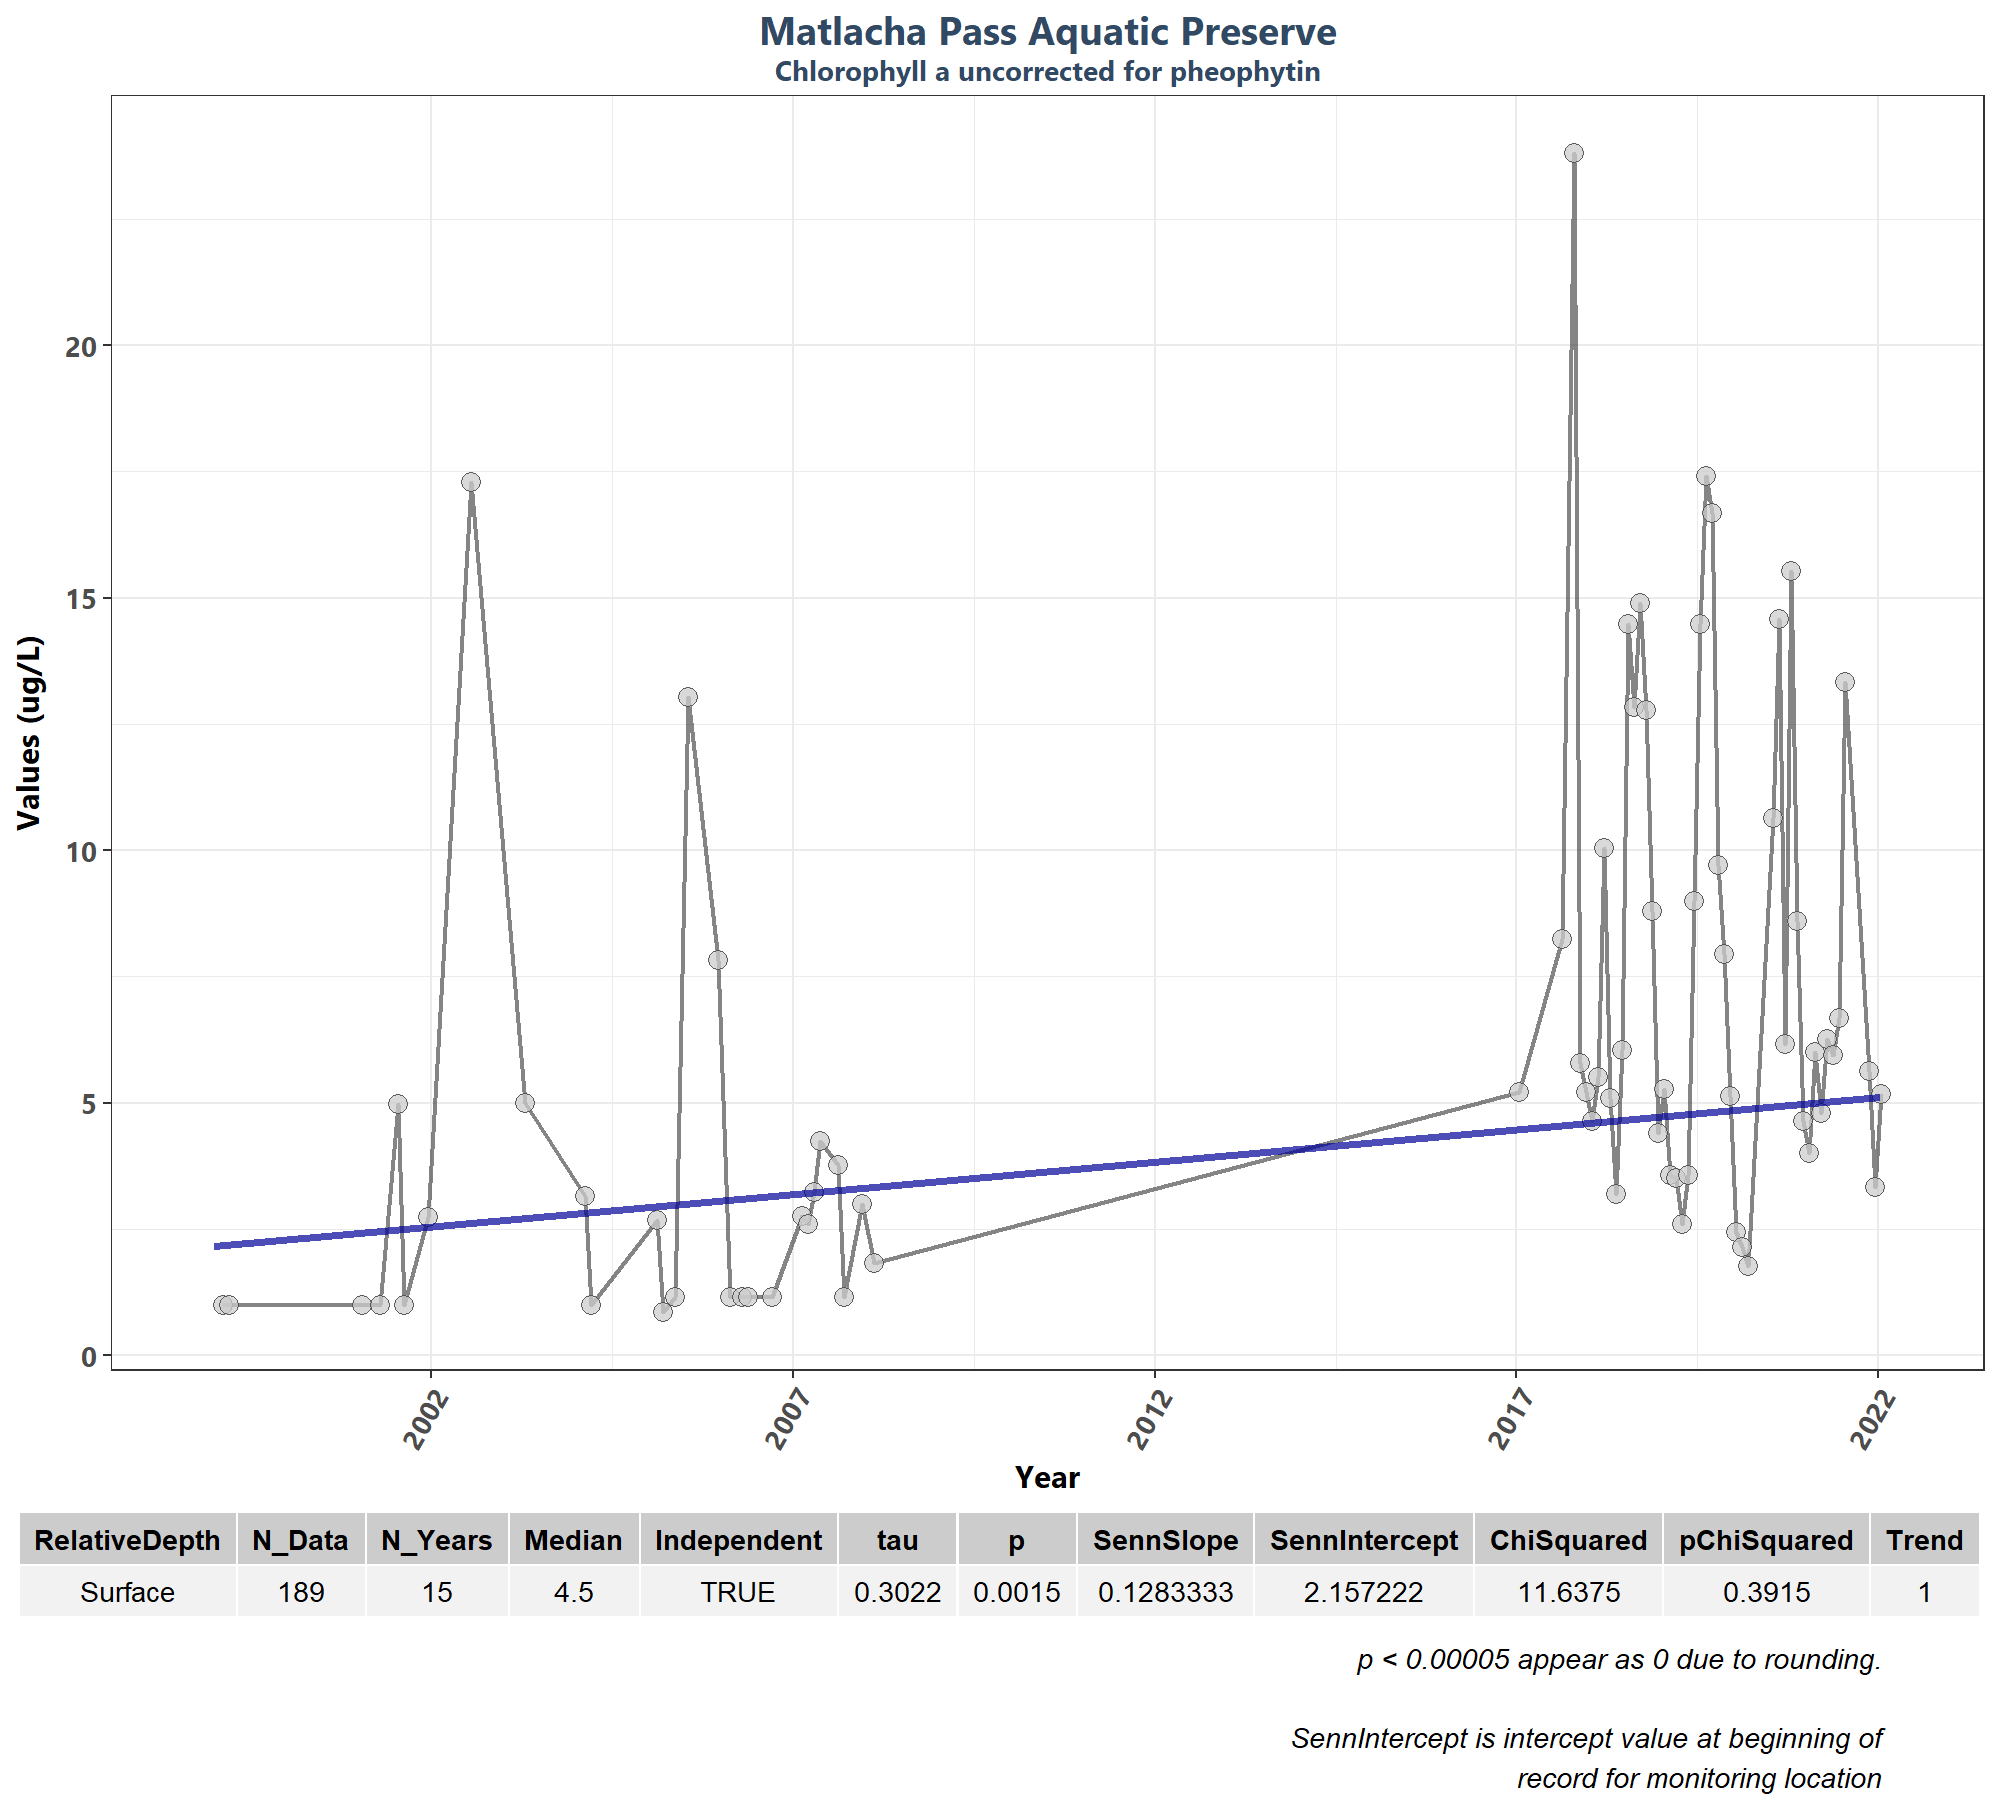 Matlacha Pass Aquatic Preserve
Chlorophyll a uncorrected for pheophytin
Values (ug/L)
20
15
10
5
0
2002 2007 2012 2017 2022
Year
RelativeDepth N_Data N_Years Median Independent tau p SennSlope SennIntercept ChiSquared pChiSquared Trend
Surface 189 15 4.5 TRUE 0.3022 0.0015 0.1283333 2.157222 11.6375 0.3915 1
p < 0.00005 appear as 0 due to rounding.
SennIntercept is intercept value at beginning of
record for monitoring location